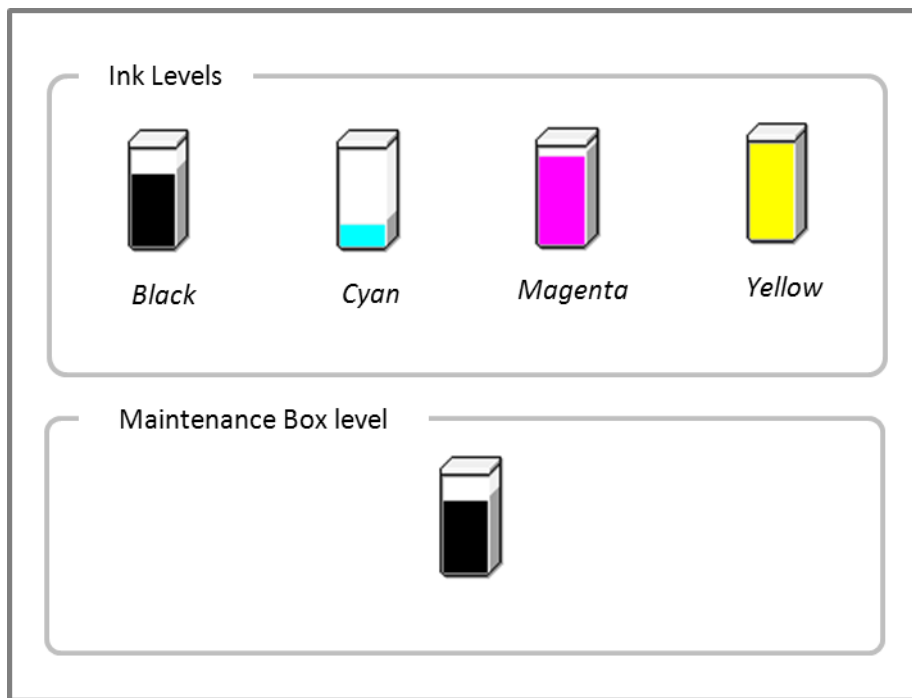 Ink Levels
Black
Cyan
Magenta
Yellow
Maintenance Box level